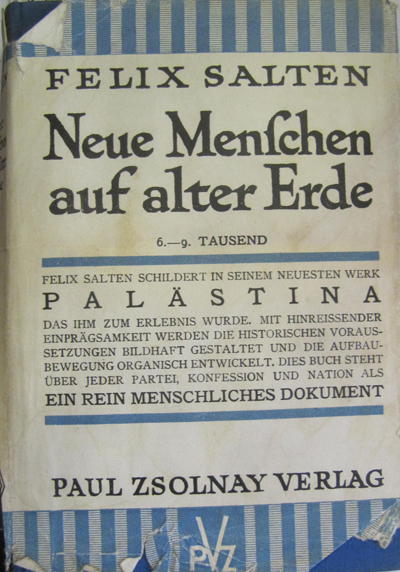 FELIX SALTEN
Neue Menſchen
auf alter Erde
6.—9. TAUSEND
FELIX SALTEN SCHILDERT IN SEINEM NEUESTEN WERK
PALÄSTINA
DAS IHM ZUM ERLEBNIS WURDE. MIT HINREISSENDER
EINPRÄGSAMKEIT WERDEN DIE HISTORISCHEN VORAUS-
SETZUNGEN BILDHAFT GESTALTET UND DIE AUFBAU-
BEWEGUNG ORGANISCH ENTWICKELT. DIES BUCH STEHT
ÜBER JEDER PARTEI, KONFESSION UND NATION ALS
EIN REIN MENSCHLICHES DOKUMENT
PAUL ZSOLNAY VERLAG
PVZ